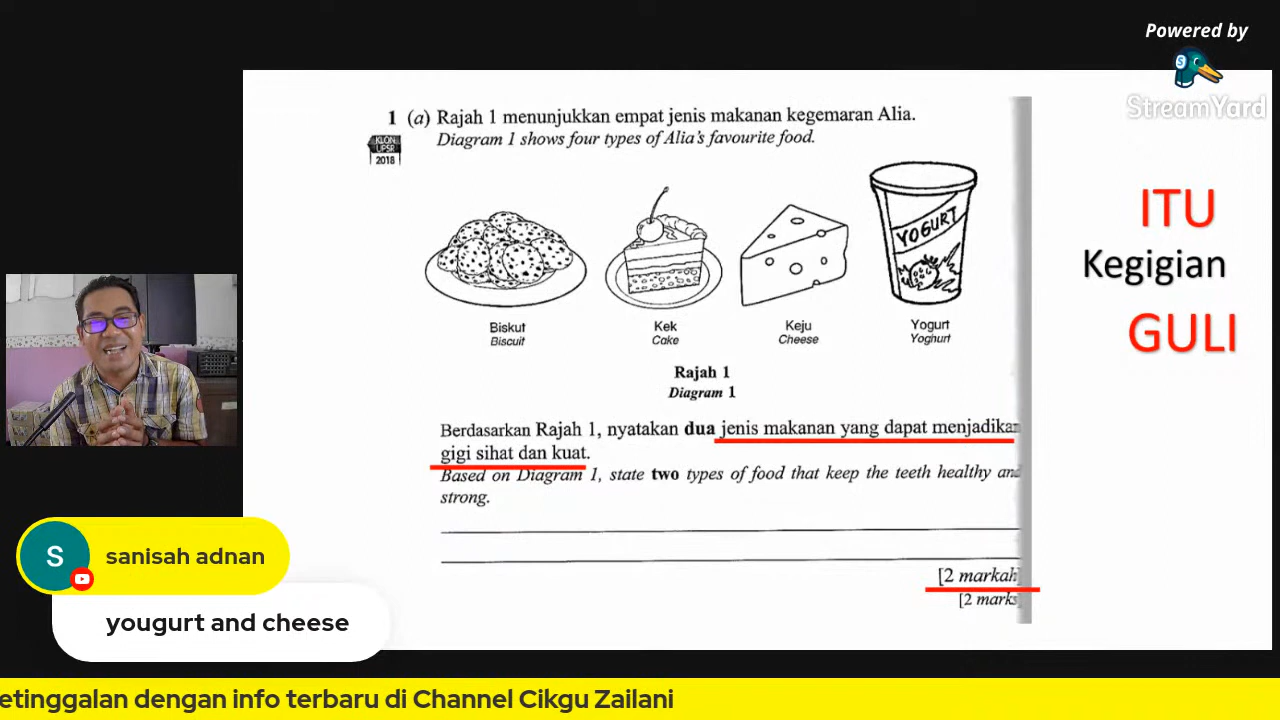 Powered by
StreamYard
1 (a) Rajah 1 menunjukkan empat jenis makanan kegemaran Alia.
Diagram 1 shows four types of Alia's favourite food.
KLON
UPSR
2018
YOGURT
Biskut
Biscuit
Kek
Cake
Keju
Cheese
Yogurt
Yoghurt
Rajah 1
Diagram 1
Berdasarkan Rajah 1, nyatakan dua jenis makanan yang dapat menjadikan
gigi sihat dan kuat.
Based on Diagram 1, state two types of food that keep the teeth healthy and
strong.
[2 markah]
[2 marks]
ITU
Kegigian
GULI
S
sanisah adnan
yougurt and cheese
etinggalan dengan info terbaru di Channel Cikgu Zailani